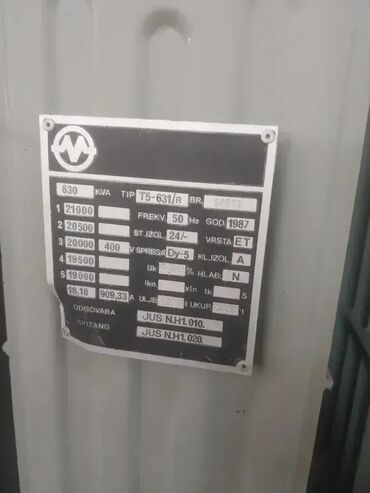 630 KVA TIP T5-631/R BR.
1 21000 FREKV. 50 Hz GOD. 1987
2 20500 ST.IZOL. 24/- VRSTA ET
3 20000 400 V SPREGA Dy-5 KL.IZOL A
4 19500 uk % HLAĐ. N
5 19000 Ikn xIn tk S
18,18 909,33 A ULJE t UKUP t
ODGOVARA JUS N.H1.010.
ISPITANO JUS N.H1.020.